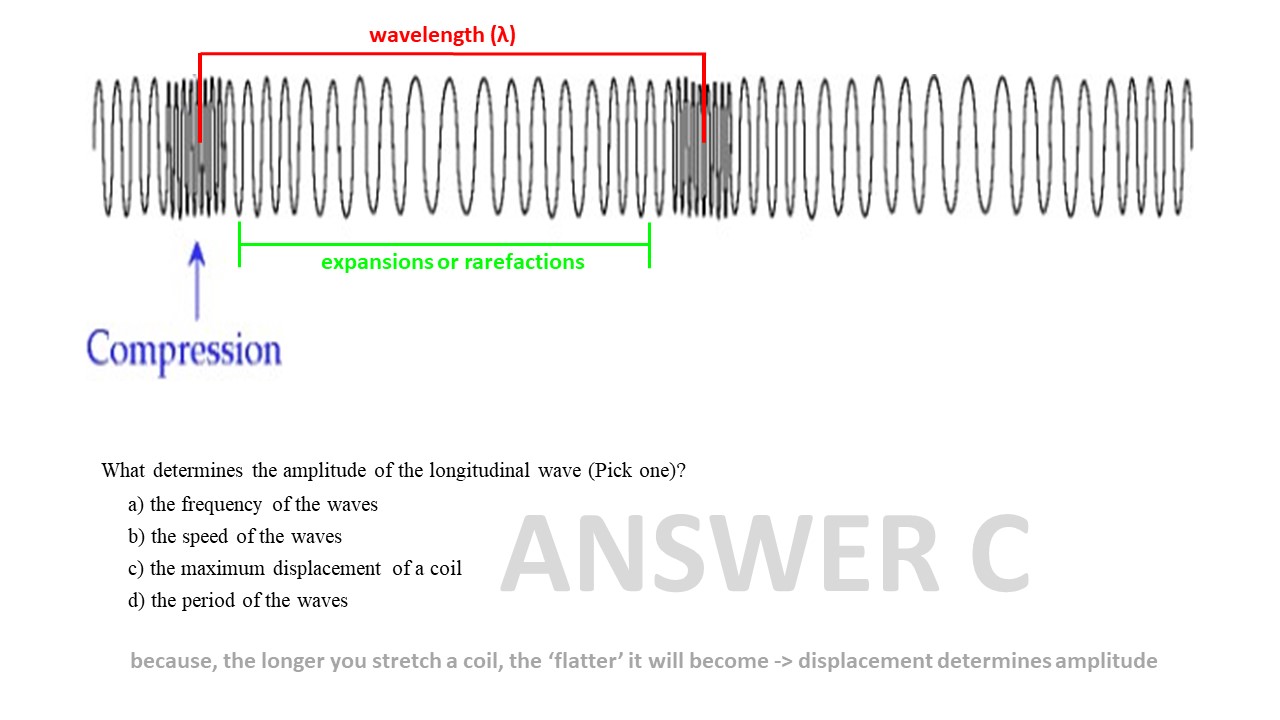 wavelength (λ)
expansions or rarefactions
Compression
What determines the amplitude of the longitudinal wave (Pick one)?
a) the frequency of the waves
b) the speed of the waves
c) the maximum displacement of a coil
d) the period of the waves
ANSWER C
because, the longer you stretch a coil, the ‘flatter’ it will become -> displacement determines amplitude